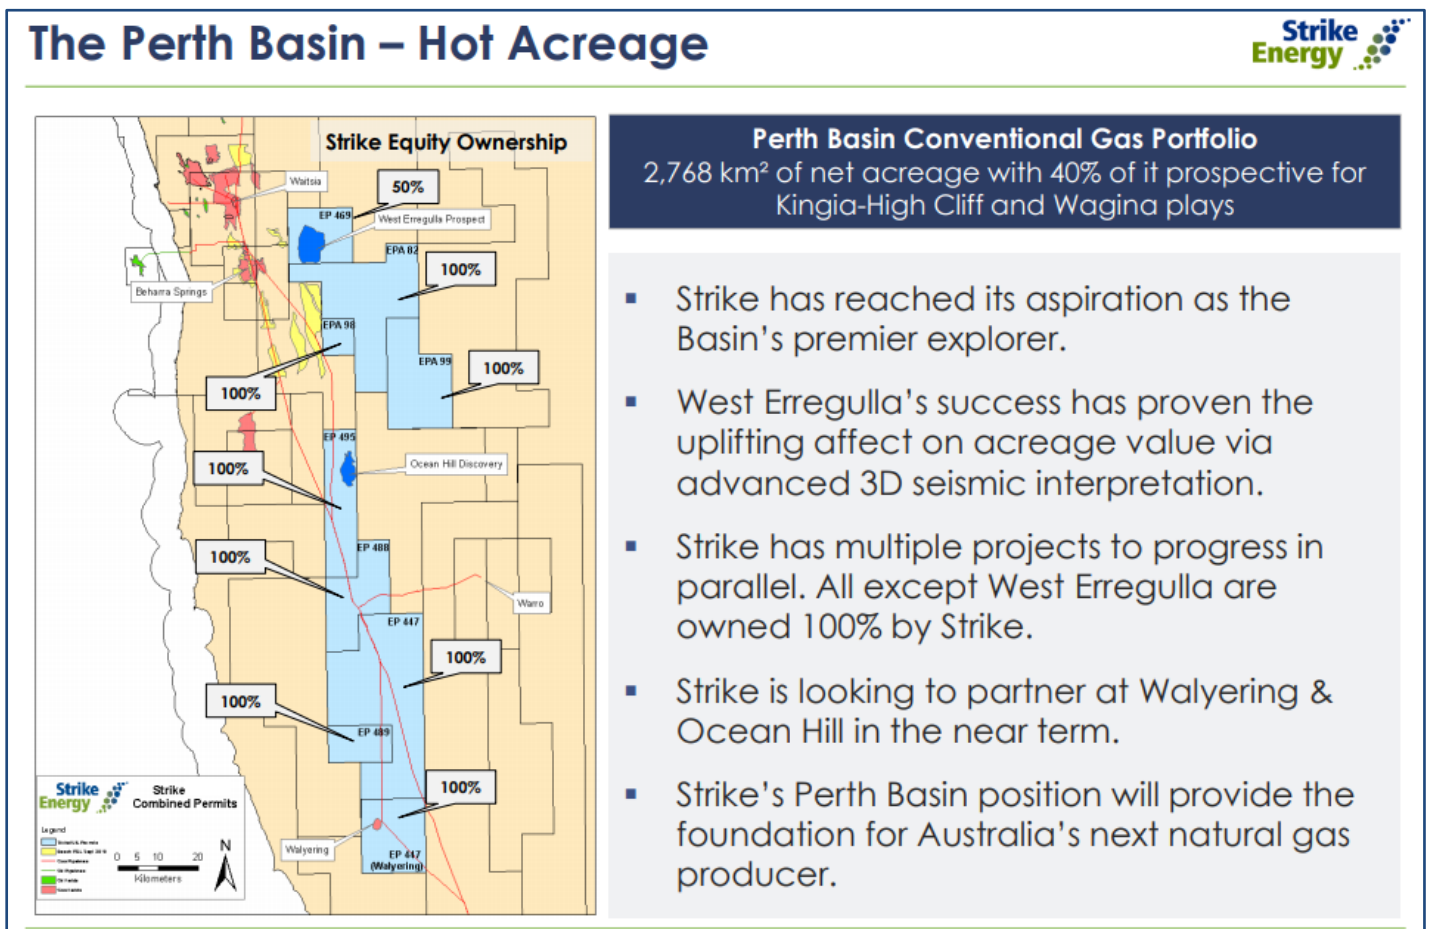 The Perth Basin – Hot Acreage
Strike
Energy
Strike Equity Ownership
Waitsia
50%
EP 469
West Erregulla Prospect
EPA 82
100%
Beharra Springs
EPA 98
EPA 99
100%
100%
EP 495
100%
Ocean Hill Discovery
100%
EP 488
Warro
EP 447
100%
100%
EP 489
100%
Strike
Energy
Strike
Combined Permits
Legend
N
0 5 10 20
Kilometers
Walyering
EP 447
(Walyering)
Perth Basin Conventional Gas Portfolio
2,768 km² of net acreage with 40% of it prospective for
Kingia-High Cliff and Wagina plays
▪ Strike has reached its aspiration as the
Basin's premier explorer.
▪ West Erregulla's success has proven the
uplifting affect on acreage value via
advanced 3D seismic interpretation.
▪ Strike has multiple projects to progress in
parallel. All except West Erregulla are
owned 100% by Strike.
▪ Strike is looking to partner at Walyering &
Ocean Hill in the near term.
▪ Strike's Perth Basin position will provide the
foundation for Australia's next natural gas
producer.